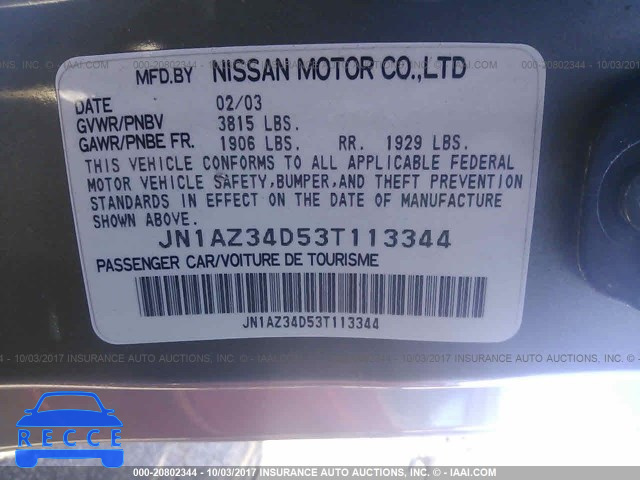 MFD.BY NISSAN MOTOR CO.,LTD
DATE 02/03
GVWR/PNBV 3815 LBS.
GAWR/PNBE FR. 1906 LBS. RR. 1929 LBS.
THIS VEHICLE CONFORMS TO ALL APPLICABLE FEDERAL
MOTOR VEHICLE SAFETY,BUMPER,AND THEFT PREVENTION
STANDARDS IN EFFECT ON THE DATE OF MANUFACTURE
SHOWN ABOVE.
JN1AZ34D53T113344
PASSENGER CAR/VOITURE DE TOURISME
JN1AZ34D53T113344
RECCE
000-20802344 - 10/03/2017 INSURANCE AUTO AUCTIONS. © - IAAI.COM